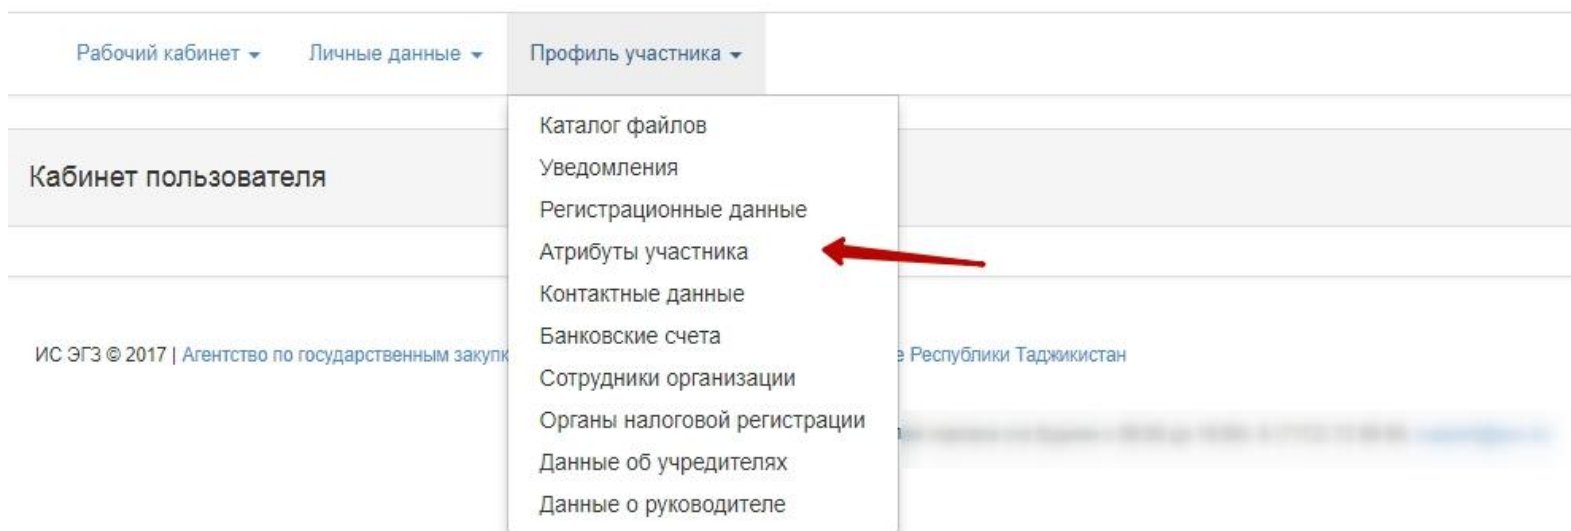 Рабочий кабинет Личные данные Профиль участника
Каталог файлов
Уведомления
Кабинет пользователя
Регистрационные данные
Атрибуты участника
Контактные данные
Банковские счета
ИС ЭГЗ © 2017 | Агентство по государственным закупк е Республики Таджикистан
Сотрудники организации
Органы налоговой регистрации
Данные об учредителях
Данные о руководителе